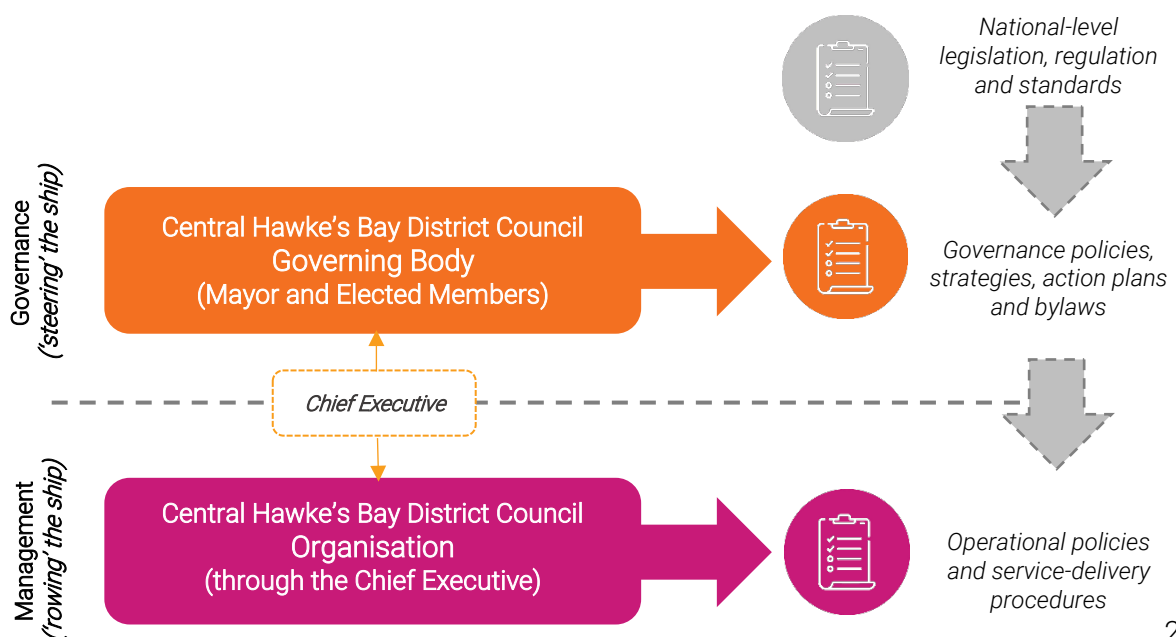 National-level
legislation, regulation
and standards
Governance
(‘steering’ the ship)
Central Hawke’s Bay District Council
Governing Body
(Mayor and Elected Members)
Governance policies,
strategies, action plans
and bylaws
Chief Executive
Management
(‘rowing’ the ship)
Central Hawke’s Bay District Council
Organisation
(through the Chief Executive)
Operational policies
and service-delivery
procedures
2